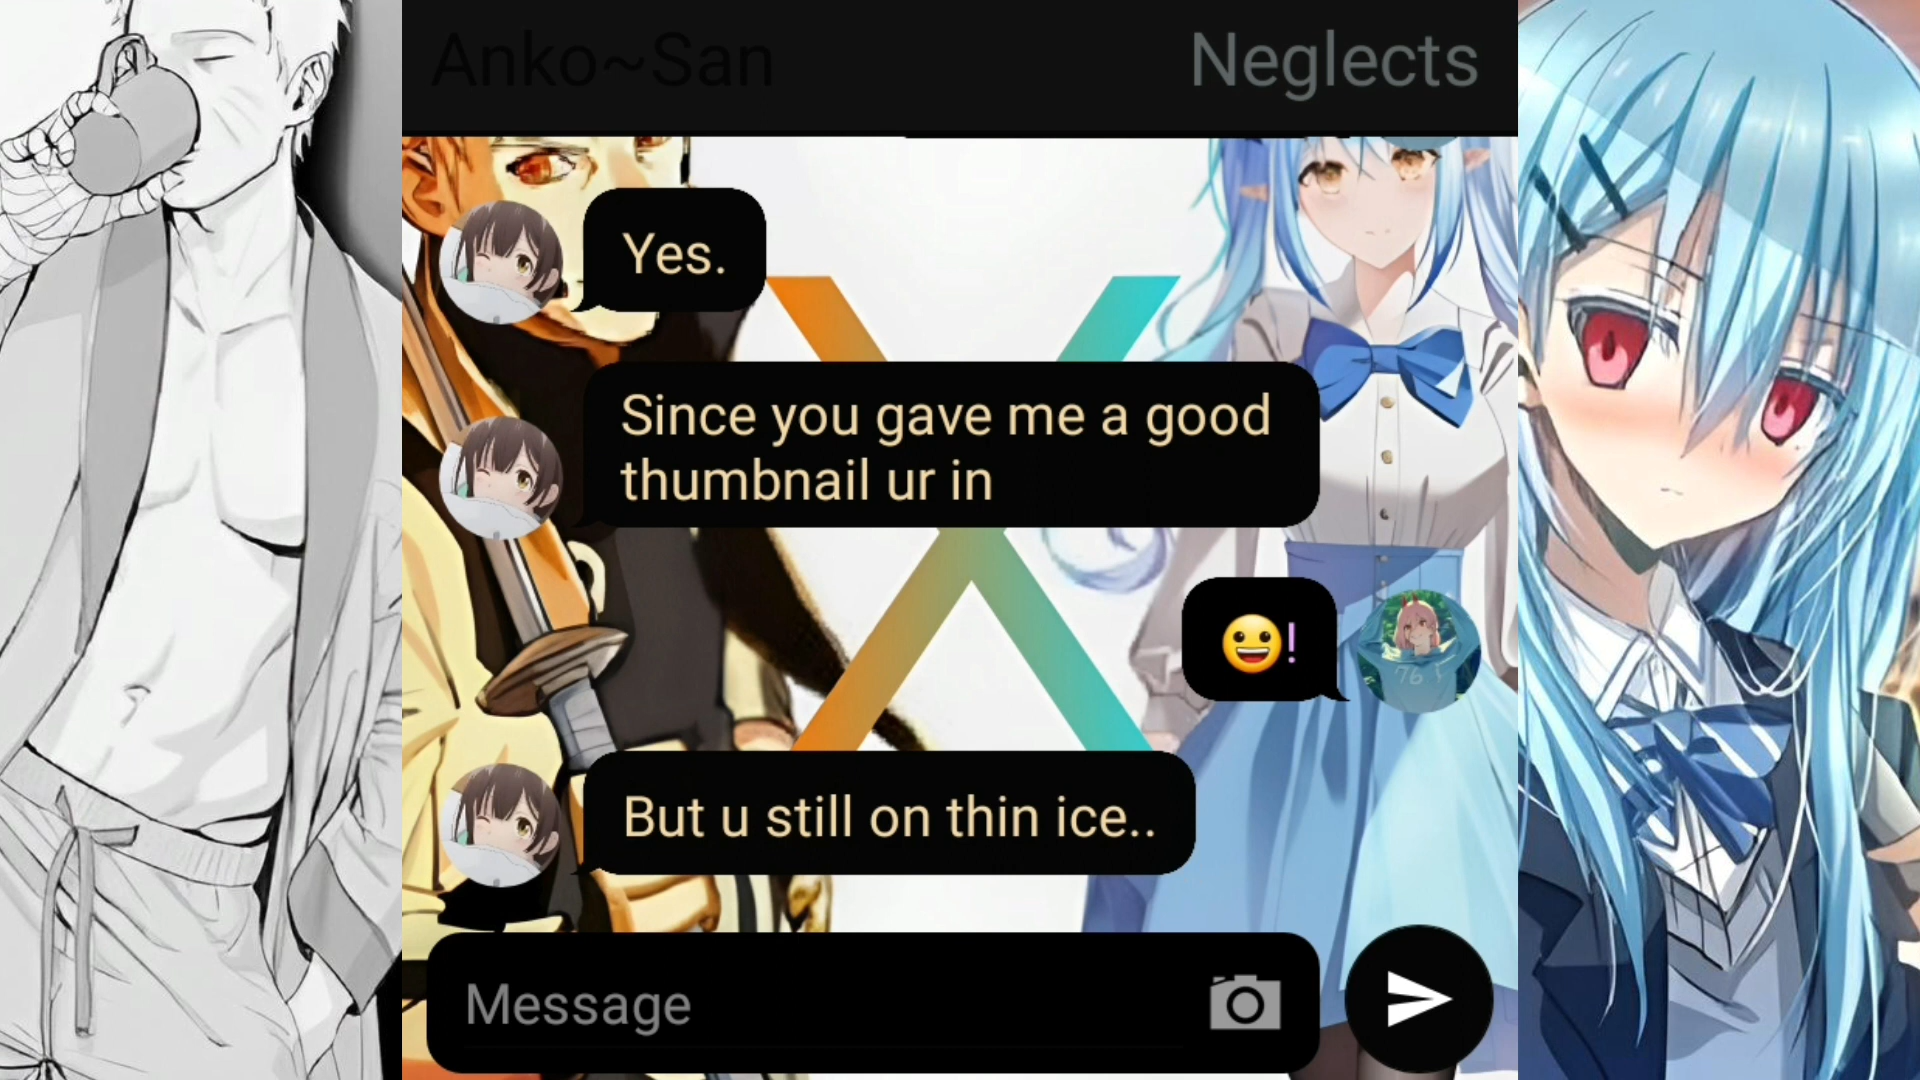 Anko~San
Neglects
Yes.
Since you gave me a good
thumbnail ur in
😀!
76
But u still on thin ice..
Message